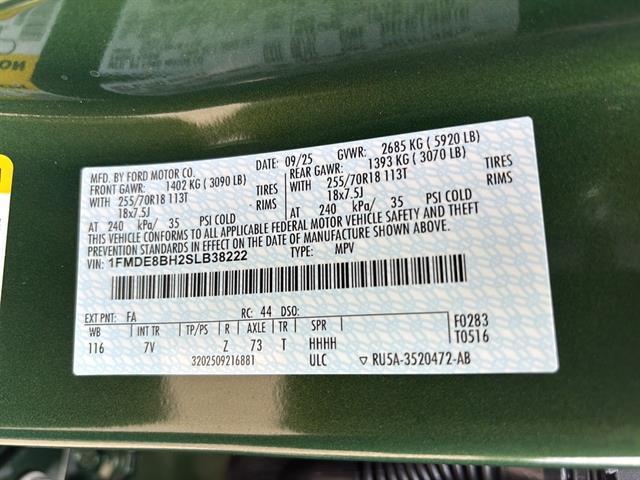 MFD. BY FORD MOTOR CO.
DATE: 09/25 GVWR: 2685 KG ( 5920 LB)
FRONT GAWR: 1402 KG ( 3090 LB) REAR GAWR: 1393 KG ( 3070 LB)
WITH 255/70R18 113T TIRES WITH 255/70R18 113T TIRES
18x7.5J RIMS 18x7.5J RIMS
AT 240 kPa/ 35 PSI COLD AT 240 kPa/ 35 PSI COLD
THIS VEHICLE CONFORMS TO ALL APPLICABLE FEDERAL MOTOR VEHICLE SAFETY AND THEFT
PREVENTION STANDARDS IN EFFECT ON THE DATE OF MANUFACTURE SHOWN ABOVE.
VIN: 1FMDE8BH2SLB38222 TYPE: MPV
EXT PNT: FA RC: 44 DSO:
WB INT TR TP/PS R AXLE TR SPR F0283
116 7V Z 73 T HHHH T0516
3202509216881 ULC ▽ RU5A-3520472-AB